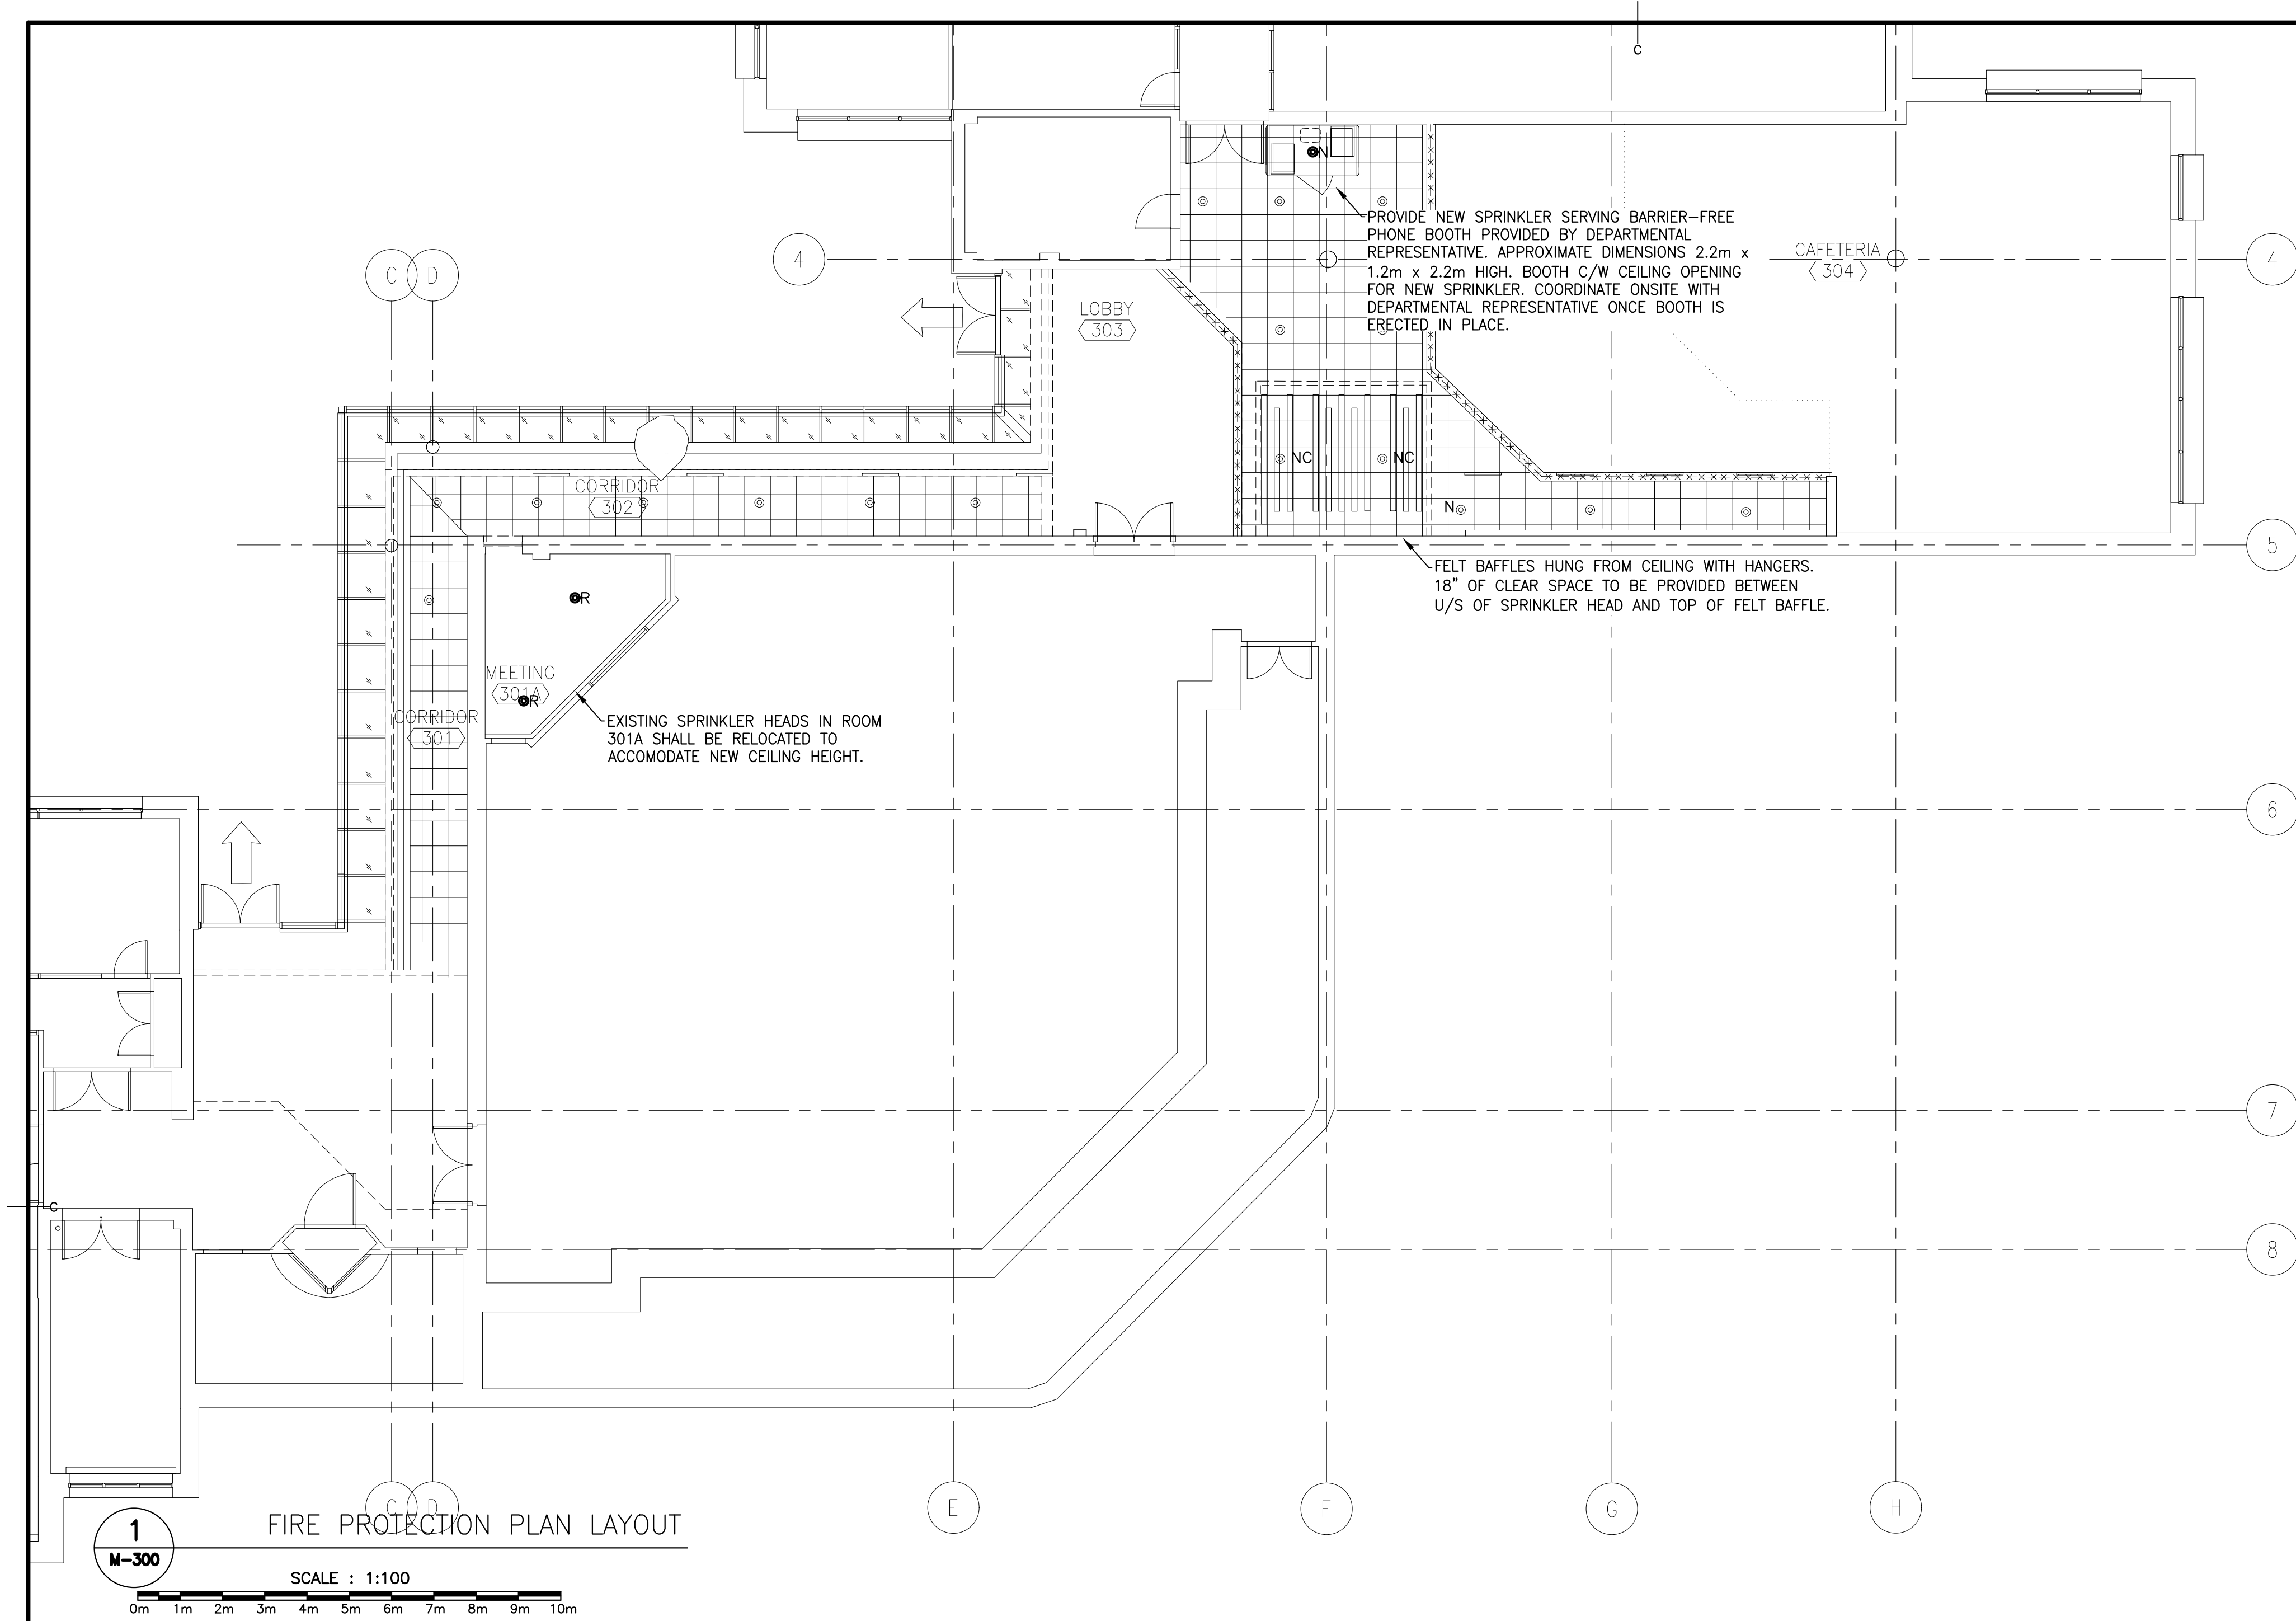 C
N
PROVIDE NEW SPRINKLER SERVING BARRIER-FREE
PHONE BOOTH PROVIDED BY DEPARTMENTAL
REPRESENTATIVE. APPROXIMATE DIMENSIONS 2.2m x
1.2m x 2.2m HIGH. BOOTH C/W CEILING OPENING
FOR NEW SPRINKLER. COORDINATE ONSITE WITH
DEPARTMENTAL REPRESENTATIVE ONCE BOOTH IS
ERECTED IN PLACE.
CAFETERIA
304
4
4
C
D
LOBBY
303
NC
NC
CORRIDOR
302
N
5
FELT BAFFLES HUNG FROM CEILING WITH HANGERS.
18" OF CLEAR SPACE TO BE PROVIDED BETWEEN
U/S OF SPRINKLER HEAD AND TOP OF FELT BAFFLE.
R
MEETING
301A
R
CORRIDOR
301
EXISTING SPRINKLER HEADS IN ROOM
301A SHALL BE RELOCATED TO
ACCOMODATE NEW CEILING HEIGHT.
6
7
C
8
C
D
E
F
G
H
1
M-300
FIRE PROTECTION PLAN LAYOUT
SCALE : 1:100
0m 1m 2m 3m 4m 5m 6m 7m 8m 9m 10m